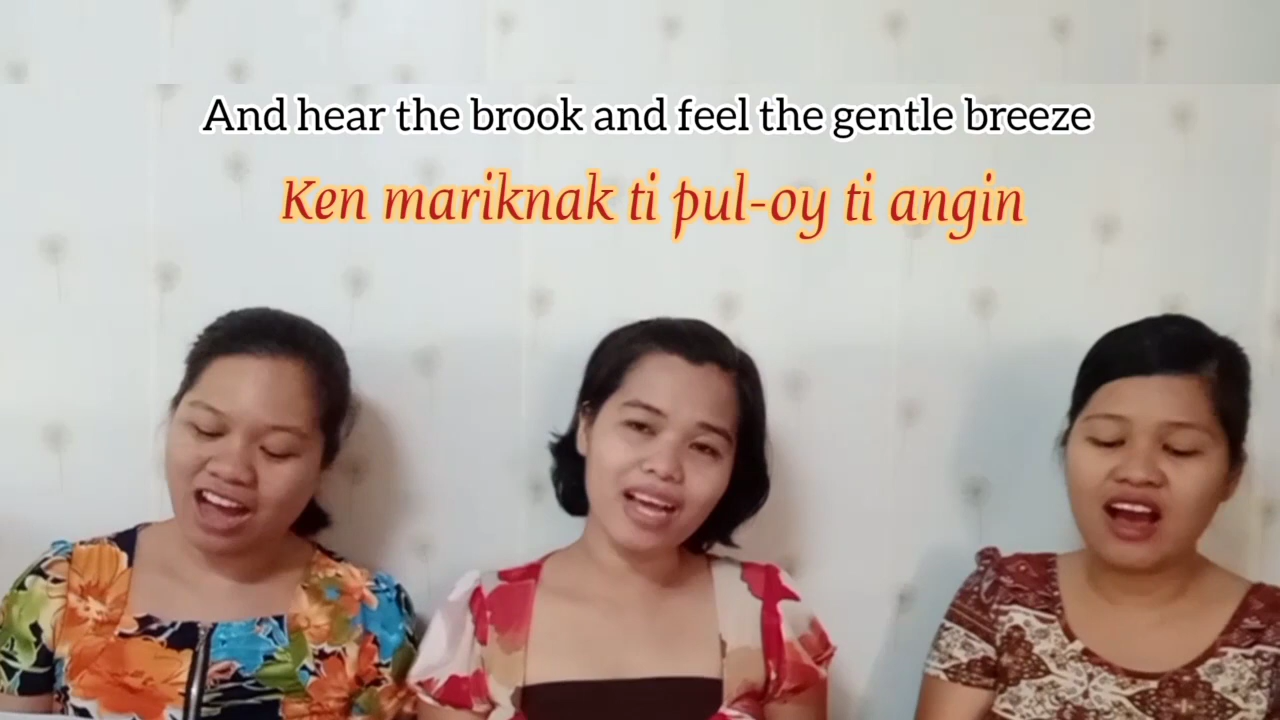 And hear the brook and feel the gentle breeze
Ken mariknak ti pul-oy ti angin